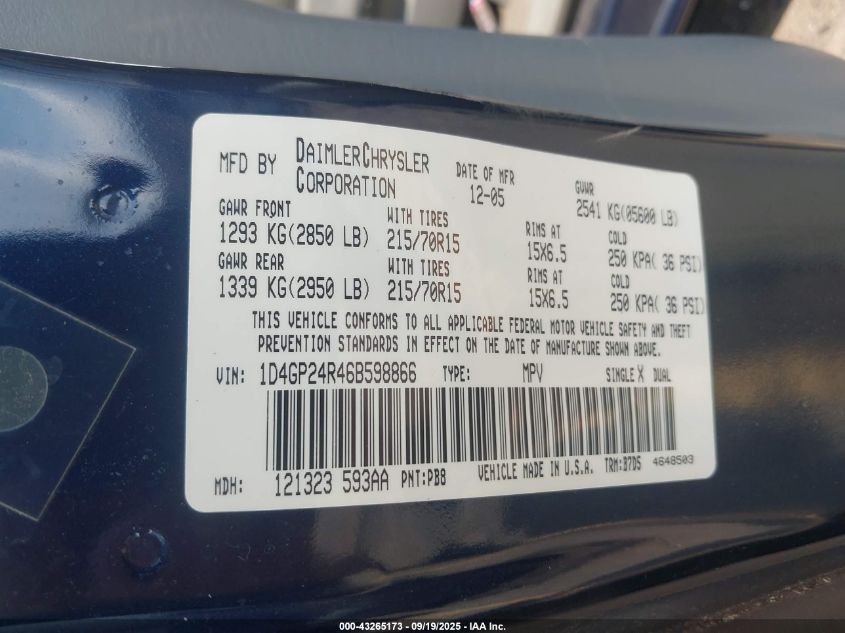 MFD BY DAIMLERCHRYSLER CORPORATION
DATE OF MFR 12-05
GVWR 2541 KG(05600 LB)
GAWR FRONT WITH TIRES RIMS AT COLD
1293 KG(2850 LB) 215/70R15 15X6.5 250 KPA( 36 PSI)
GAWR REAR WITH TIRES RIMS AT COLD
1339 KG(2950 LB) 215/70R15 15X6.5 250 KPA( 36 PSI)
THIS VEHICLE CONFORMS TO ALL APPLICABLE FEDERAL MOTOR VEHICLE SAFETY AND THEFT
PREVENTION STANDARDS IN EFFECT ON THE DATE OF MANUFACTURE SHOWN ABOVE.
VIN: 1D4GP24R46B598866 TYPE: MPV SINGLE X DUAL
MDH: 121323 593AA PNT:PB8 VEHICLE MADE IN U.S.A. TRM:B7D5 4648503
000-43265173 - 09/19/2025 - IAA Inc.